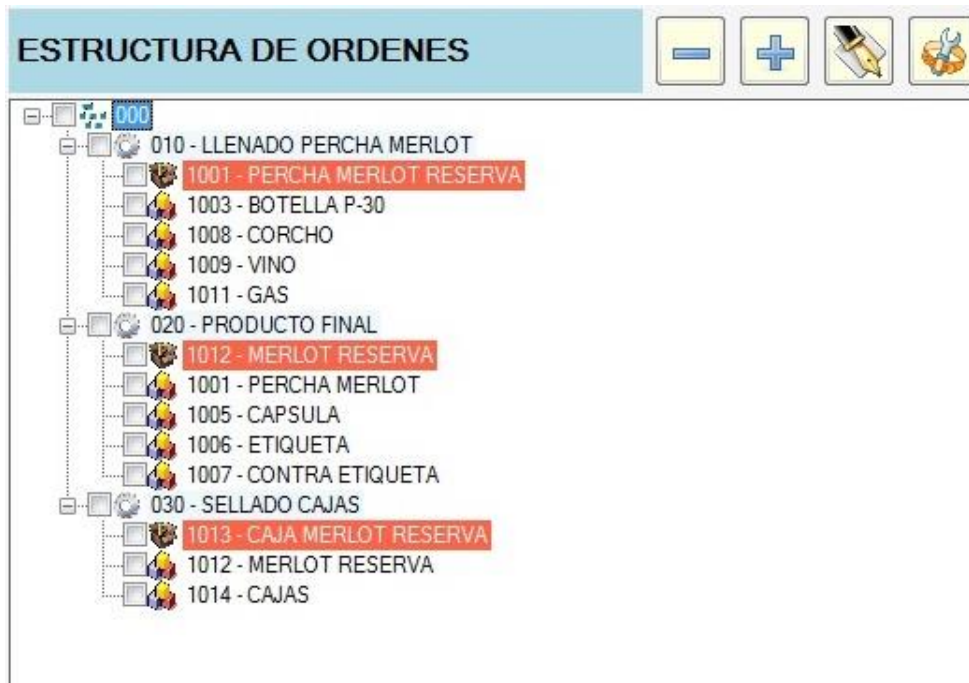 ESTRUCTURA DE ORDENES
000
010 - LLENADO PERCHA MERLOT
1001 - PERCHA MERLOT RESERVA
1003 - BOTELLA P-30
1008 - CORCHO
1009 - VINO
1011 - GAS
020 - PRODUCTO FINAL
1012 - MERLOT RESERVA
1001 - PERCHA MERLOT
1005 - CAPSULA
1006 - ETIQUETA
1007 - CONTRA ETIQUETA
030 - SELLADO CAJAS
1013 - CAJA MERLOT RESERVA
1012 - MERLOT RESERVA
1014 - CAJAS